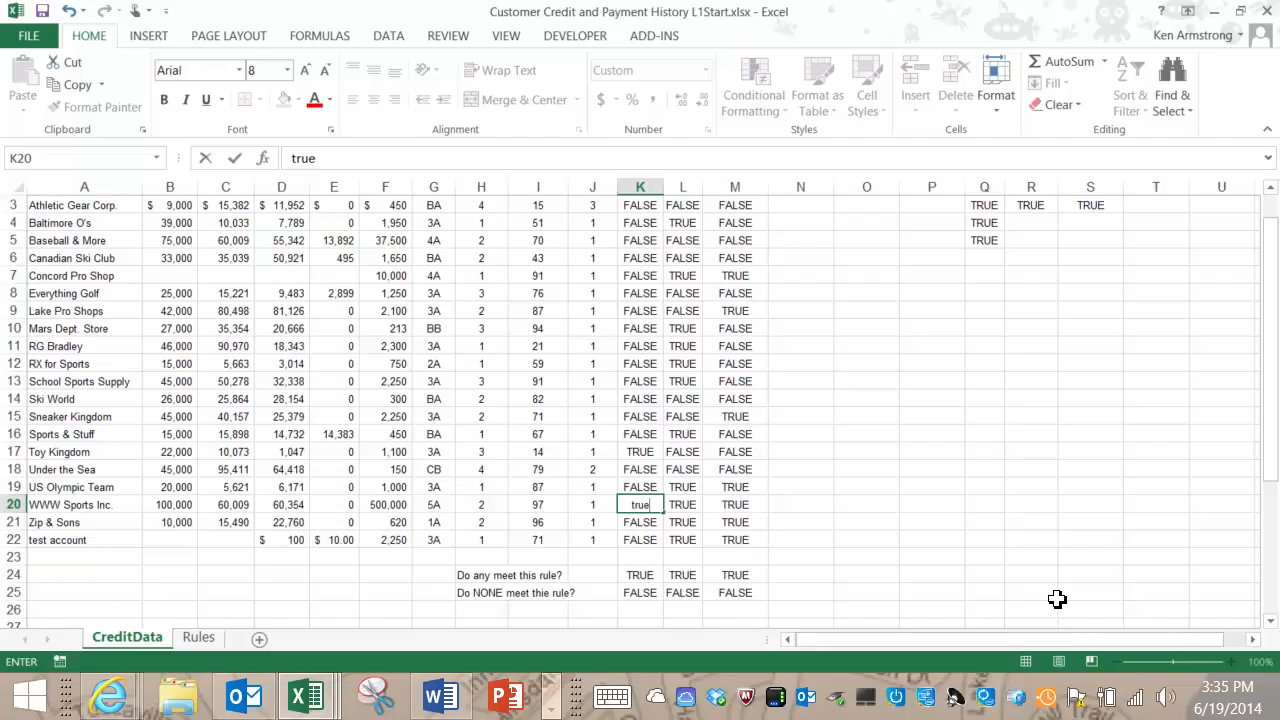 Customer Credit and Payment History L1Start.xlsx - Excel
FILE HOME INSERT PAGE LAYOUT FORMULAS DATA REVIEW VIEW DEVELOPER ADD-INS Ken Armstrong
Paste Cut Copy Format Painter Clipboard
Arial 8 B I U Font
Wrap Text Merge & Center Alignment
Custom $ % , Number
Conditional Formatting Format as Table Cell Styles Styles
Insert Delete Format Cells
AutoSum Fill Clear Sort & Filter Find & Select Editing
K20 fx true
A B C D E F G H I J K L M N O P Q R S T U
3 Athletic Gear Corp. $ 9,000 $ 15,382 $ 11,952 $ 0 $ 450 BA 4 15 3 FALSE FALSE FALSE TRUE TRUE TRUE
4 Baltimore O's 39,000 10,033 7,789 0 1,950 3A 1 51 1 FALSE TRUE FALSE TRUE
5 Baseball & More 75,000 60,009 55,342 13,892 37,500 4A 2 70 1 FALSE FALSE FALSE TRUE
6 Canadian Ski Club 33,000 35,039 50,921 495 1,650 BA 2 43 1 FALSE FALSE FALSE
7 Concord Pro Shop 10,000 4A 1 91 1 FALSE TRUE TRUE
8 Everything Golf 25,000 15,221 9,483 2,899 1,250 3A 3 76 1 FALSE FALSE FALSE
9 Lake Pro Shops 42,000 80,498 81,126 0 2,100 3A 2 87 1 FALSE FALSE TRUE
10 Mars Dept. Store 27,000 35,354 20,666 0 213 BB 3 94 1 FALSE TRUE FALSE
11 RG Bradley 46,000 90,970 18,343 0 2,300 3A 1 21 1 FALSE TRUE FALSE
12 RX for Sports 15,000 5,663 3,014 0 750 2A 1 59 1 FALSE TRUE FALSE
13 School Sports Supply 45,000 50,278 32,338 0 2,250 3A 3 91 1 FALSE FALSE TRUE
14 Ski World 26,000 25,864 28,154 0 300 BA 2 82 1 FALSE FALSE FALSE
15 Sneaker Kingdom 45,000 40,157 25,379 0 2,250 3A 2 71 1 FALSE FALSE TRUE
16 Sports & Stuff 15,000 15,898 14,732 14,383 450 BA 1 67 1 FALSE TRUE FALSE
17 Toy Kingdom 22,000 10,073 1,047 0 1,100 3A 3 14 1 TRUE FALSE FALSE
18 Under the Sea 45,000 95,411 64,418 0 150 CB 4 79 2 FALSE FALSE FALSE
19 US Olympic Team 20,000 5,621 6,171 0 1,000 3A 1 87 1 FALSE TRUE TRUE
20 WWW Sports Inc. 100,000 60,009 60,354 0 500,000 5A 2 97 1 true TRUE TRUE
21 Zip & Sons 10,000 15,490 22,760 0 620 1A 2 96 1 FALSE TRUE TRUE
22 test account $ 100 $ 10.00 2,250 3A 1 71 1 FALSE TRUE TRUE
23
24 Do any meet this rule? TRUE TRUE TRUE
25 Do NONE meet this rule? FALSE FALSE FALSE
26
27
CreditData Rules
ENTER 100%
3:35 PM
6/19/2014